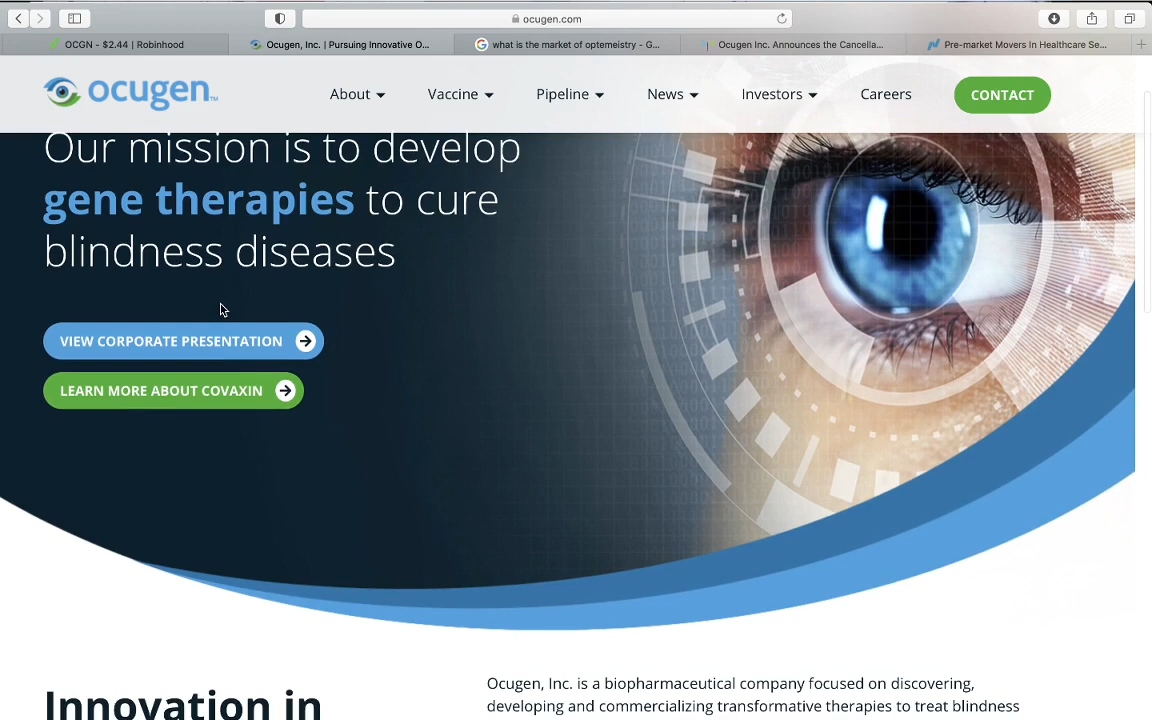 ocugen.com
OCGN - $2.44 | Robinhood
Ocugen, Inc. | Pursuing Innovative O...
what is the market of optemeistry - G...
Ocugen Inc. Announces the Cancella...
Pre-market Movers In Healthcare Se...
ocugen™
About
Vaccine
Pipeline
News
Investors
Careers
CONTACT
Our mission is to develop
gene therapies to cure
blindness diseases
VIEW CORPORATE PRESENTATION
LEARN MORE ABOUT COVAXIN
Innovation in
Ocugen, Inc. is a biopharmaceutical company focused on discovering,
developing and commercializing transformative therapies to treat blindness